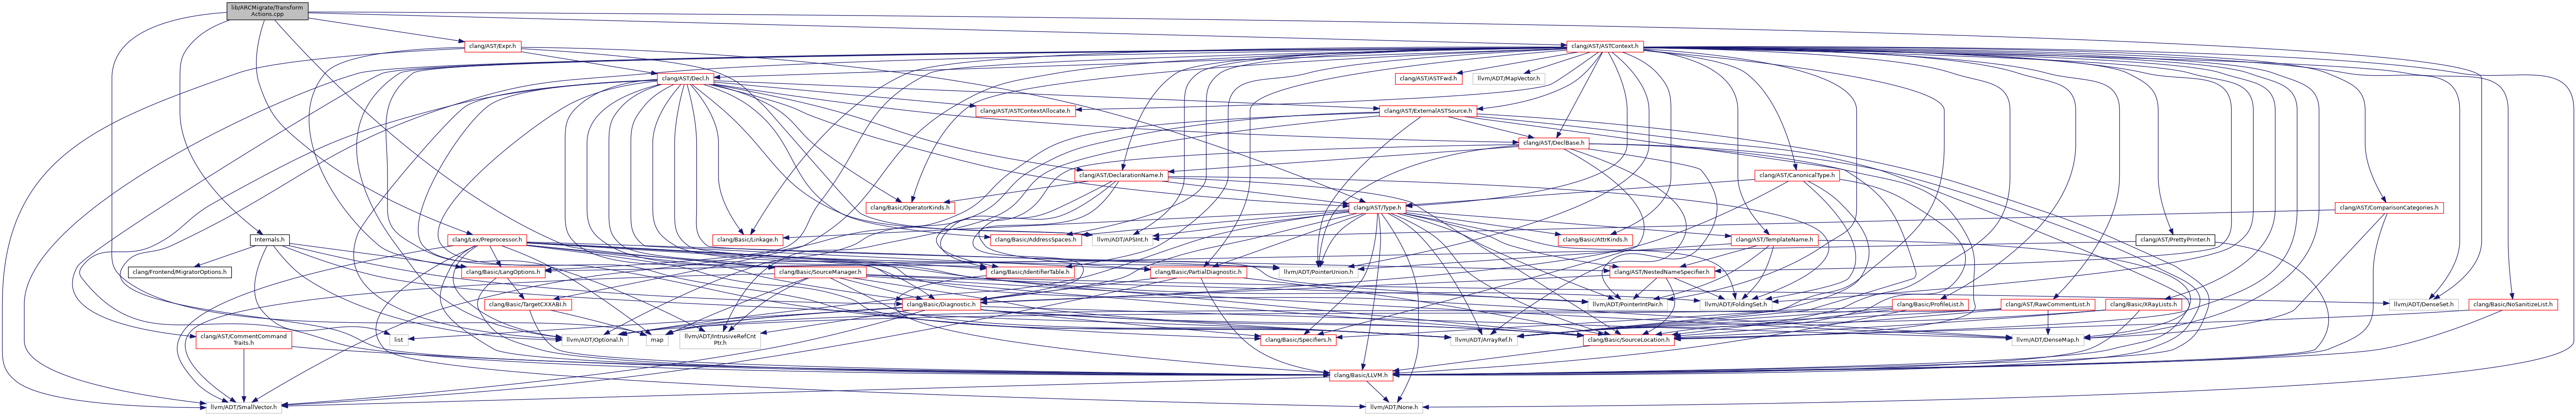 lib/ARCMigrate/Transform
Actions.cpp
clang/AST/Expr.h
clang/AST/ASTContext.h
clang/AST/Decl.h
clang/AST/ASTFwd.h
llvm/ADT/MapVector.h
clang/AST/ASTContextAllocate.h
clang/AST/ExternalASTSource.h
clang/AST/DeclBase.h
clang/AST/DeclarationName.h
clang/AST/CanonicalType.h
clang/Basic/OperatorKinds.h
clang/AST/Type.h
clang/AST/ComparisonCategories.h
Internals.h
clang/Lex/Preprocessor.h
clang/Basic/Linkage.h
clang/Basic/AddressSpaces.h
llvm/ADT/APSInt.h
clang/Basic/AttrKinds.h
clang/AST/TemplateName.h
clang/AST/PrettyPrinter.h
clang/Frontend/MigratorOptions.h
clang/Basic/LangOptions.h
clang/Basic/SourceManager.h
clang/Basic/IdentifierTable.h
clang/Basic/PartialDiagnostic.h
llvm/ADT/PointerUnion.h
clang/AST/NestedNameSpecifier.h
clang/Basic/TargetCXXABI.h
clang/Basic/Diagnostic.h
llvm/ADT/PointerIntPair.h
llvm/ADT/FoldingSet.h
clang/Basic/ProfileList.h
clang/AST/RawCommentList.h
clang/Basic/XRayLists.h
llvm/ADT/DenseSet.h
clang/Basic/NoSanitizeList.h
clang/AST/CommentCommand
Traits.h
list
llvm/ADT/Optional.h
map
llvm/ADT/IntrusiveRefCnt
Ptr.h
clang/Basic/Specifiers.h
llvm/ADT/ArrayRef.h
clang/Basic/SourceLocation.h
llvm/ADT/DenseMap.h
clang/Basic/LLVM.h
llvm/ADT/SmallVector.h
llvm/ADT/None.h